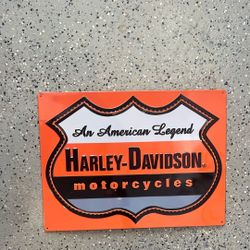 An American Legend
HARLEY-DAVIDSON
motorcycles